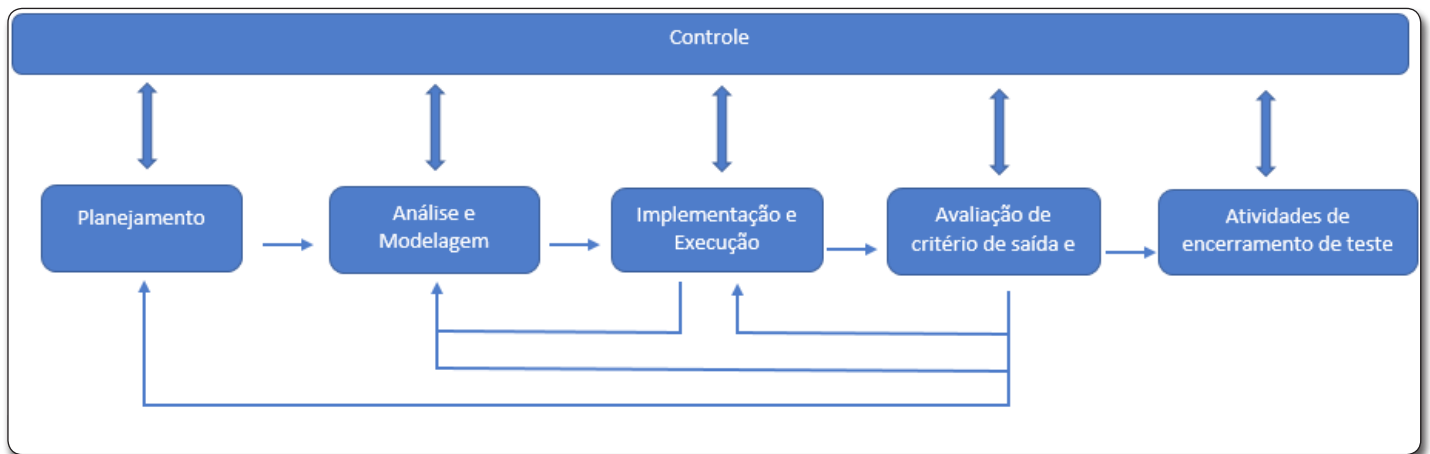 Controle
Planejamento
Análise e
Modelagem
Implementação e
Execução
Avaliação de
critério de saída e
Atividades de
encerramento de teste